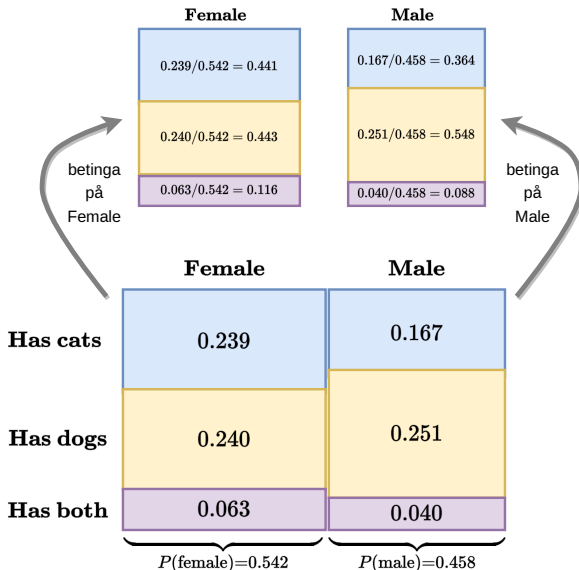 Female Male
0.239/0.542 = 0.441 0.167/0.458 = 0.364
0.240/0.542 = 0.443 0.251/0.458 = 0.548
0.063/0.542 = 0.116 0.040/0.458 = 0.088
betinga
på
Female
betinga
på
Male
Female Male
Has cats 0.239 0.167
Has dogs 0.240 0.251
Has both 0.063 0.040
P(female)=0.542 P(male)=0.458